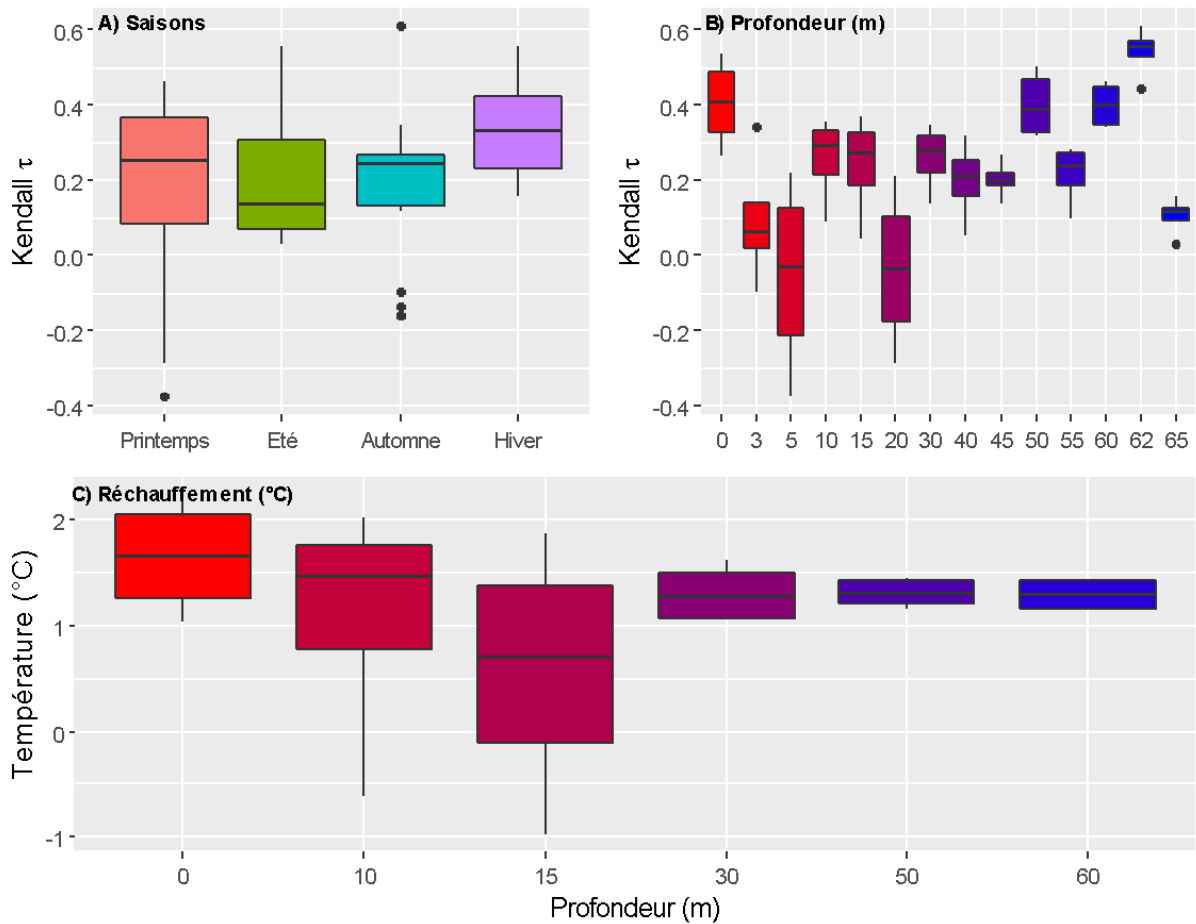 A) Saisons
Kendall τ
0.6
0.4
0.2
0.0
-0.2
-0.4
Printemps Eté Automne Hiver
B) Profondeur (m)
Kendall τ
0.6
0.4
0.2
0.0
-0.2
-0.4
0 3 5 10 15 20 30 40 45 50 55 60 62 65
C) Réchauffement (°C)
Température (°C)
2
1
0
-1
0 10 15 30 50 60
Profondeur (m)